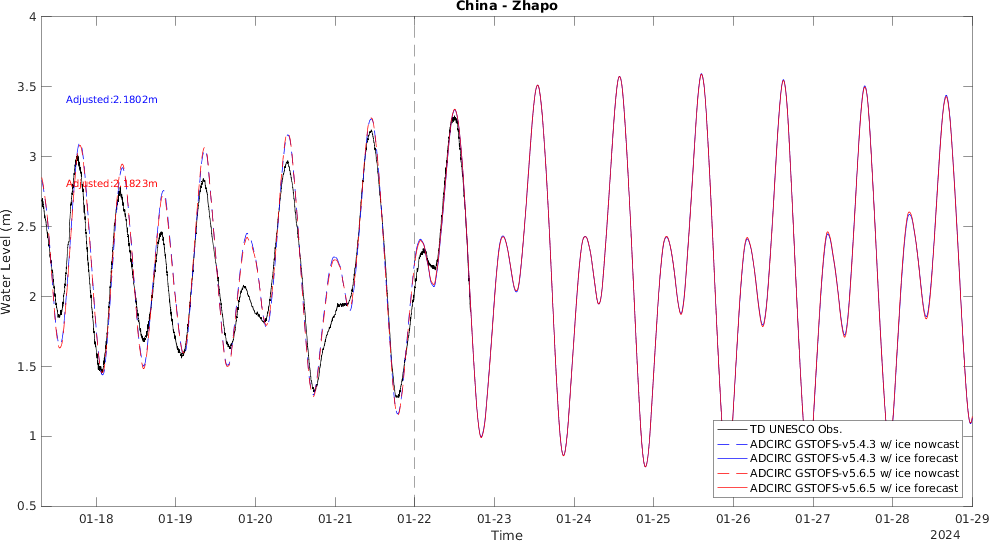 China - Zhapo
4
3.5
3
2.5
2
1.5
1
0.5
Water Level (m)
Adjusted:2.1802m
Adjusted:2.1823m
TD UNESCO Obs.
ADCIRC GSTOFS-v5.4.3 w/ ice nowcast
ADCIRC GSTOFS-v5.4.3 w/ ice forecast
ADCIRC GSTOFS-v5.6.5 w/ ice nowcast
ADCIRC GSTOFS-v5.6.5 w/ ice forecast
01-18 01-19 01-20 01-21 01-22 01-23 01-24 01-25 01-26 01-27 01-28 01-29
Time
2024